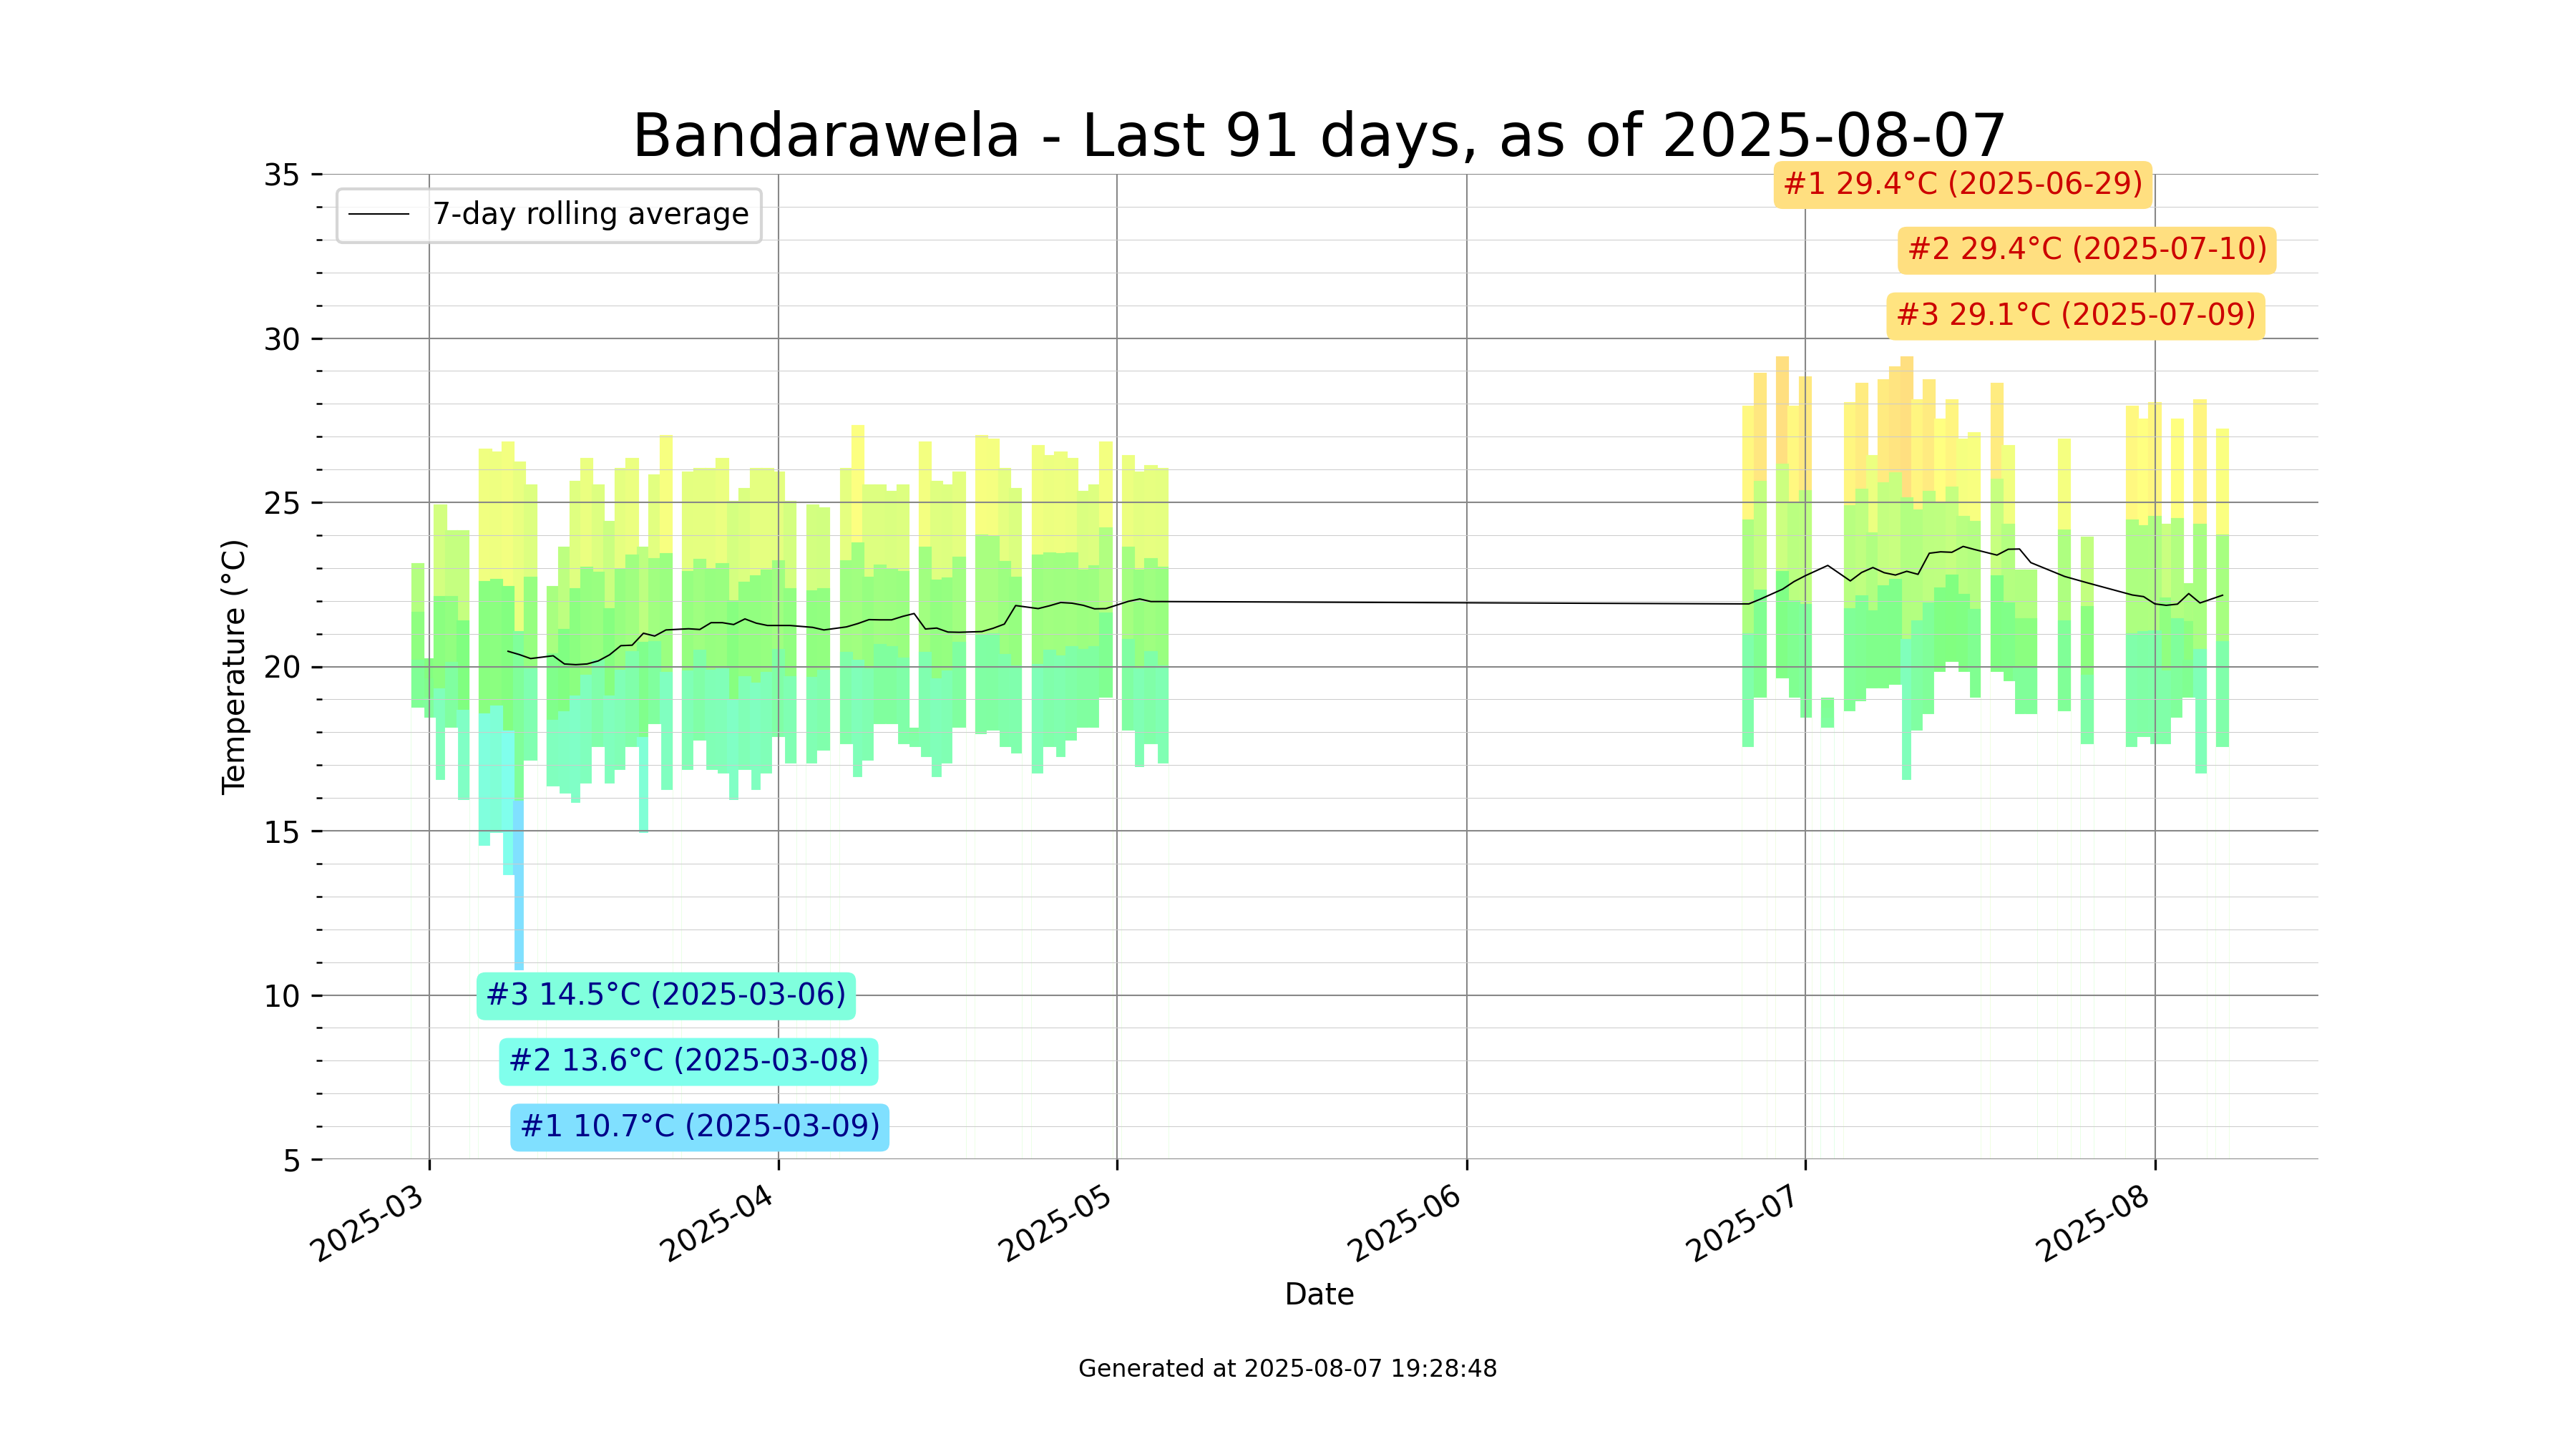 Bandarawela - Last 91 days, as of 2025-08-07
7-day rolling average
#1 29.4°C (2025-06-29)
#2 29.4°C (2025-07-10)
#3 29.1°C (2025-07-09)
35
30
25
20
15
10
5
Temperature (°C)
#3 14.5°C (2025-03-06)
#2 13.6°C (2025-03-08)
#1 10.7°C (2025-03-09)
2025-03
2025-04
2025-05
2025-06
2025-07
2025-08
Date
Generated at 2025-08-07 19:28:48